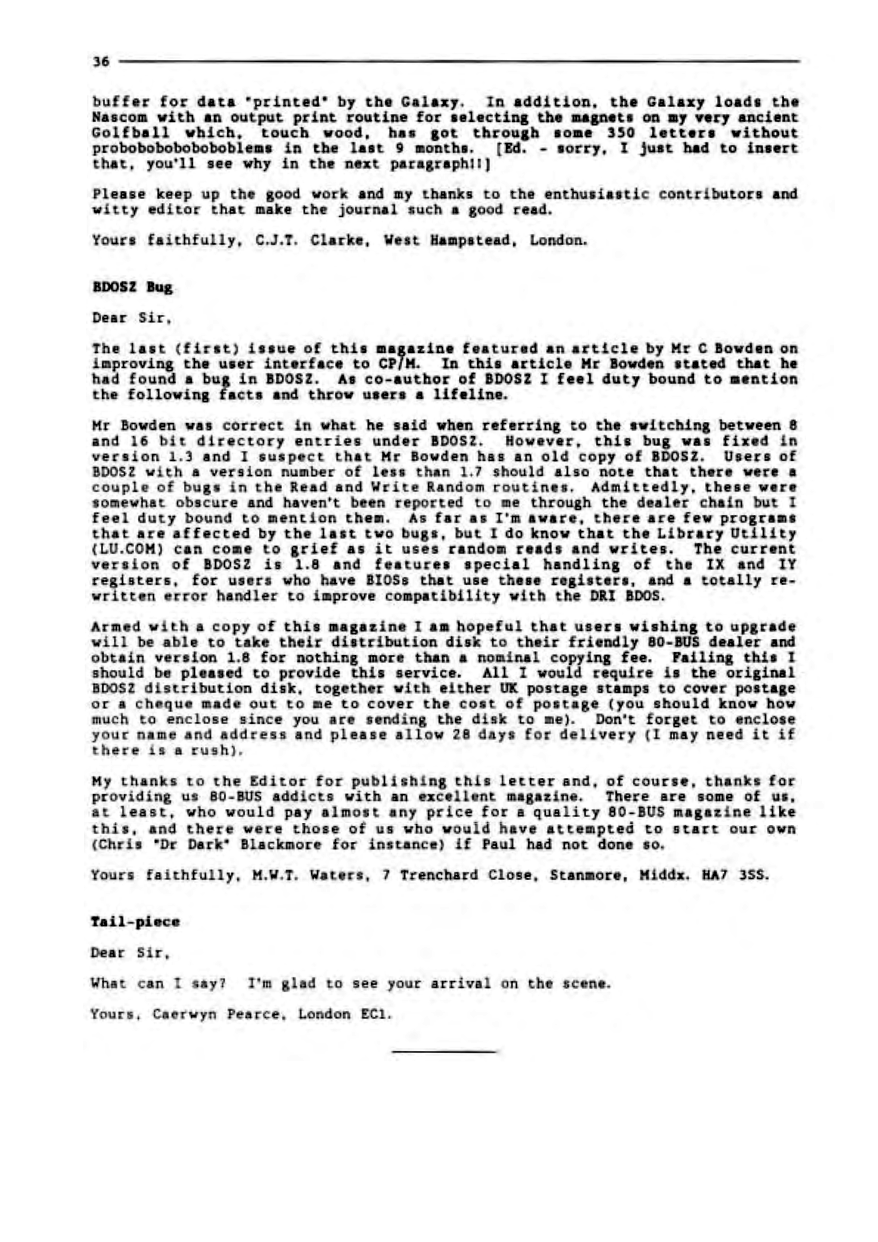 36
buffer for data "printed" by the Galaxy. In addition, the Galaxy loads the
Nascom with an output print routine for selecting the magnets on my very ancient
Golfball which, touch wood, has got through some 350 letters without
proboboboboboboblems in the last 9 months. [Ed. - sorry, I just had to insert
that, you'll see why in the next paragraph!!]
Please keep up the good work and my thanks to the enthusiastic contributors and
witty editor that make the journal such a good read.
Yours faithfully, C.J.T. Clarke, West Hampstead, London.
BDOSZ Bug
Dear Sir,
The last (first) issue of this magazine featured an article by Mr C Bowden on
improving the user interface to CP/M. In this article Mr Bowden stated that he
had found a bug in BDOSZ. As co-author of BDOSZ I feel duty bound to mention
the following facts and throw users a lifeline.
Mr Bowden was correct in what he said when referring to the switching between 8
and 16 bit directory entries under BDOSZ. However, this bug was fixed in
version 1.3 and I suspect that Mr Bowden has an old copy of BDOSZ. Users of
BDOSZ with a version number of less than 1.7 should also note that there were a
couple of bugs in the Read and Write Random routines. Admittedly, these were
somewhat obscure and haven't been reported to me through the dealer chain but I
feel duty bound to mention them. As far as I'm aware, there are few programs
that are affected by the last two bugs, but I do know that the Library Utility
(LU.COM) can come to grief as it uses random reads and writes. The current
version of BDOSZ is 1.8 and features special handling of the IX and IY
registers, for users who have BIOSs that use these registers, and a totally re-
written error handler to improve compatibility with the DRI BDOS.
Armed with a copy of this magazine I am hopeful that users wishing to upgrade
will be able to take their distribution disk to their friendly 80-BUS dealer and
obtain version 1.8 for nothing more than a nominal copying fee. Failing this I
should be pleased to provide this service. All I would require is the original
BDOSZ distribution disk, together with either UK postage stamps to cover postage
or a cheque made out to me to cover the cost of postage (you should know how
much to enclose since you are sending the disk to me). Don't forget to enclose
your name and address and please allow 28 days for delivery (I may need it if
there is a rush).
My thanks to the Editor for publishing this letter and, of course, thanks for
providing us 80-BUS addicts with an excellent magazine. There are some of us,
at least, who would pay almost any price for a quality 80-BUS magazine like
this, and there were those of us who would have attempted to start our own
(Chris "Dr Dark" Blackmore for instance) if Paul had not done so.
Yours faithfully, M.W.T. Waters, 7 Trenchard Close, Stanmore, Middx. HA7 3SS.
Tail-piece
Dear Sir,
What can I say? I'm glad to see your arrival on the scene.
Yours, Caerwyn Pearce, London EC1.